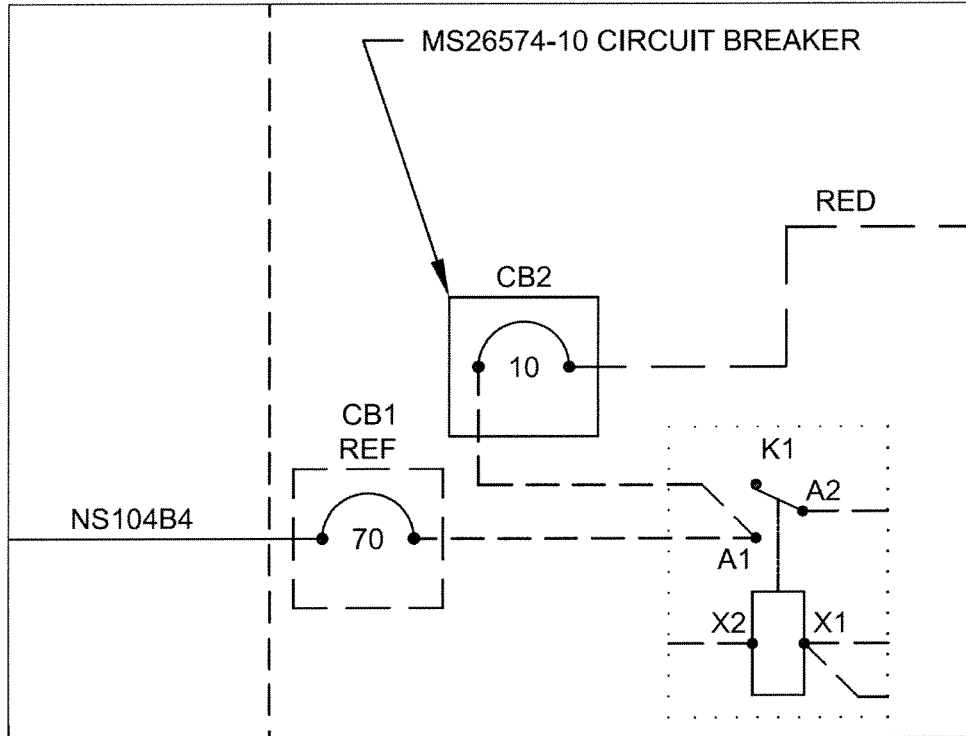 MS26574-10 CIRCUIT BREAKER
RED
CB2
10
CB1
REF
K1
A2
NS104B4
70
A1
X2
X1